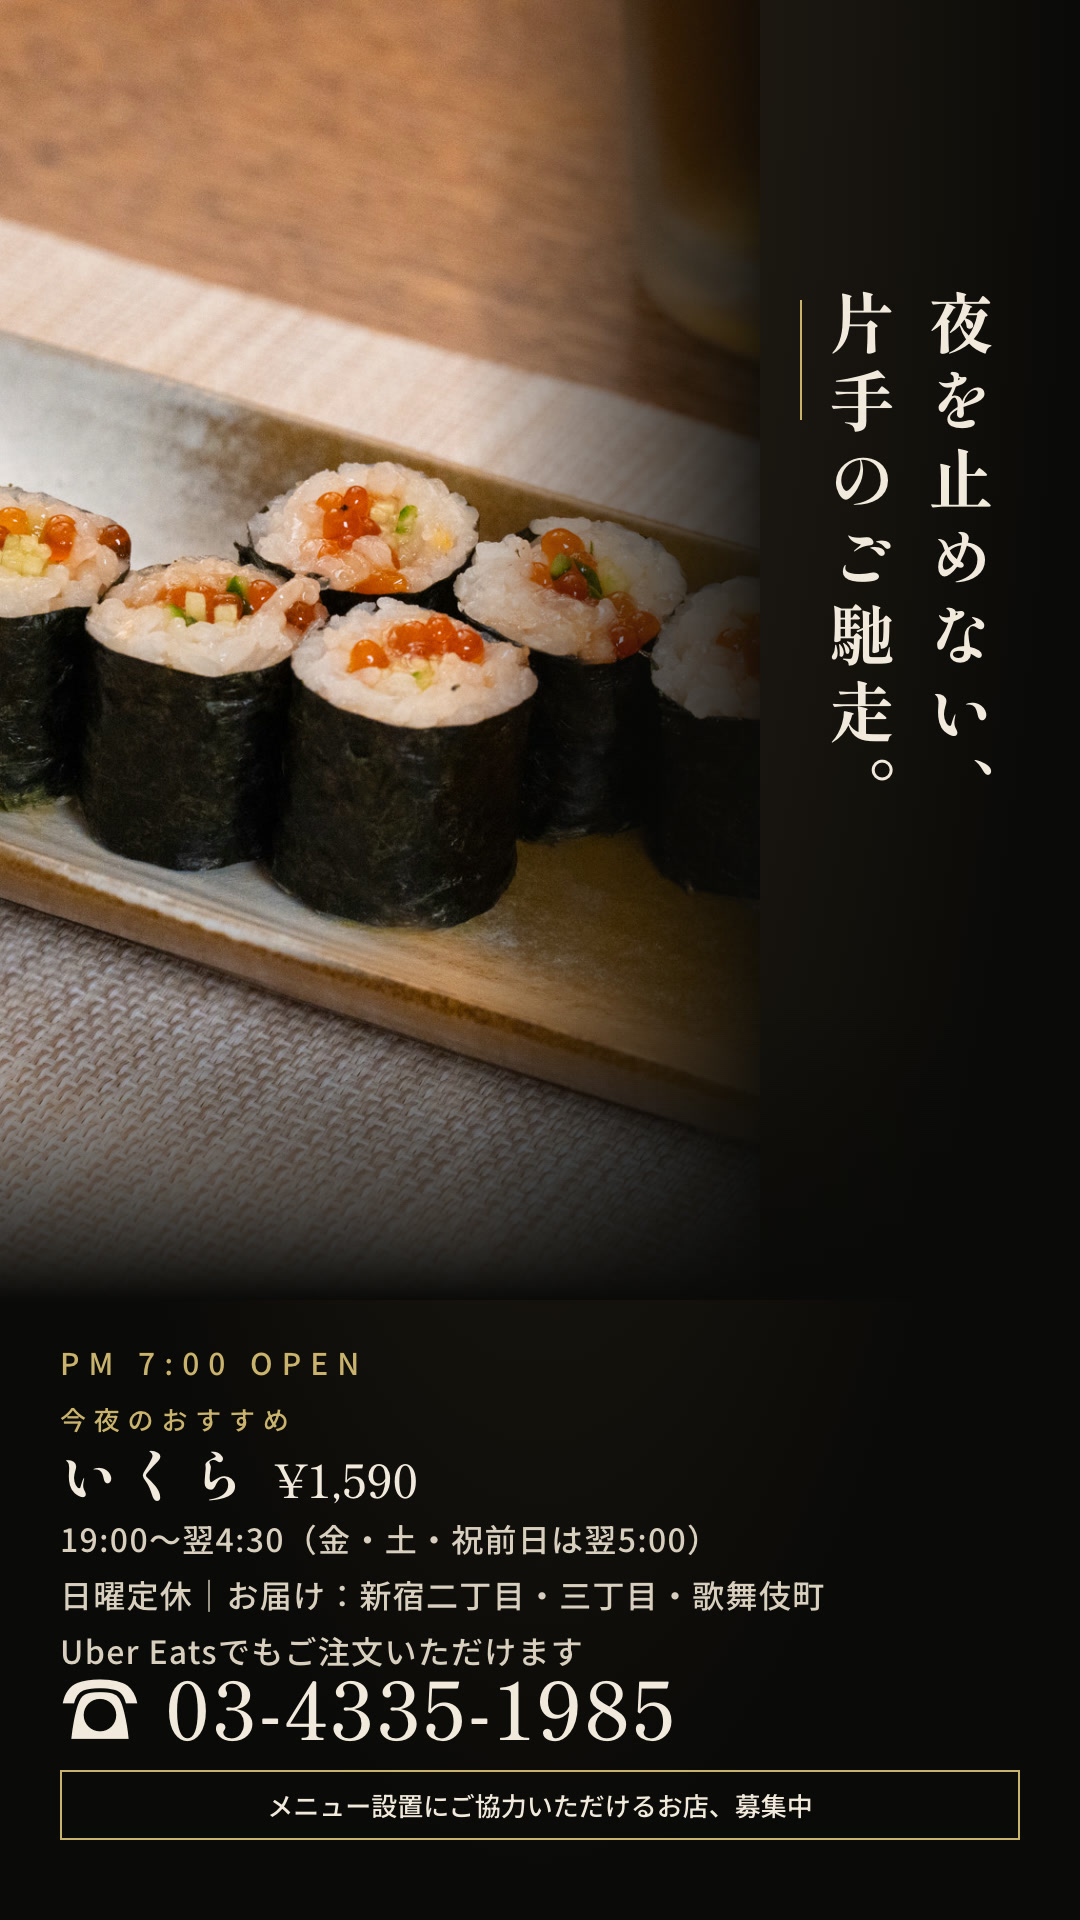 夜を止めない、
片手のご馳走。
PM 7:00 OPEN
今夜のおすすめ
いくら ¥1,590
19:00〜翌4:30（金・土・祝前日は翌5:00）
日曜定休｜お届け：新宿二丁目・三丁目・歌舞伎町
Uber Eatsでもご注文いただけます
☎ 03-4335-1985
メニュー設置にご協力いただけるお店、募集中